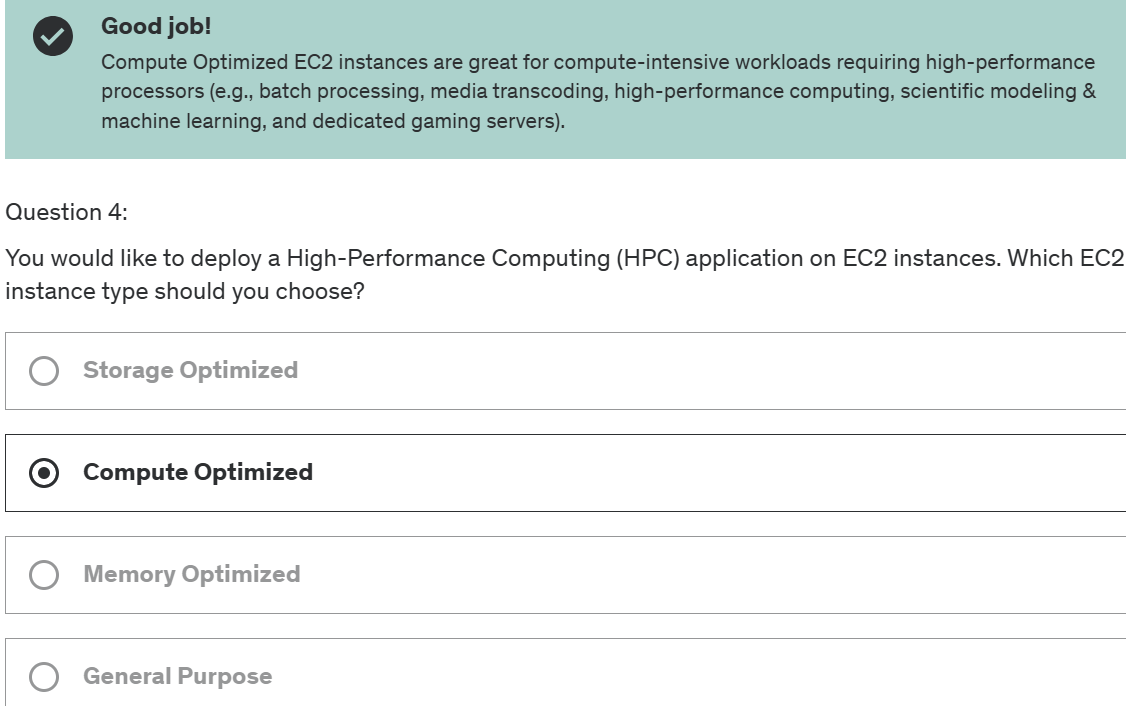 Good job!
Compute Optimized EC2 instances are great for compute-intensive workloads requiring high-performance
processors (e.g., batch processing, media transcoding, high-performance computing, scientific modeling &
machine learning, and dedicated gaming servers).
Question 4:
You would like to deploy a High-Performance Computing (HPC) application on EC2 instances. Which EC2
instance type should you choose?
Storage Optimized
Compute Optimized
Memory Optimized
General Purpose